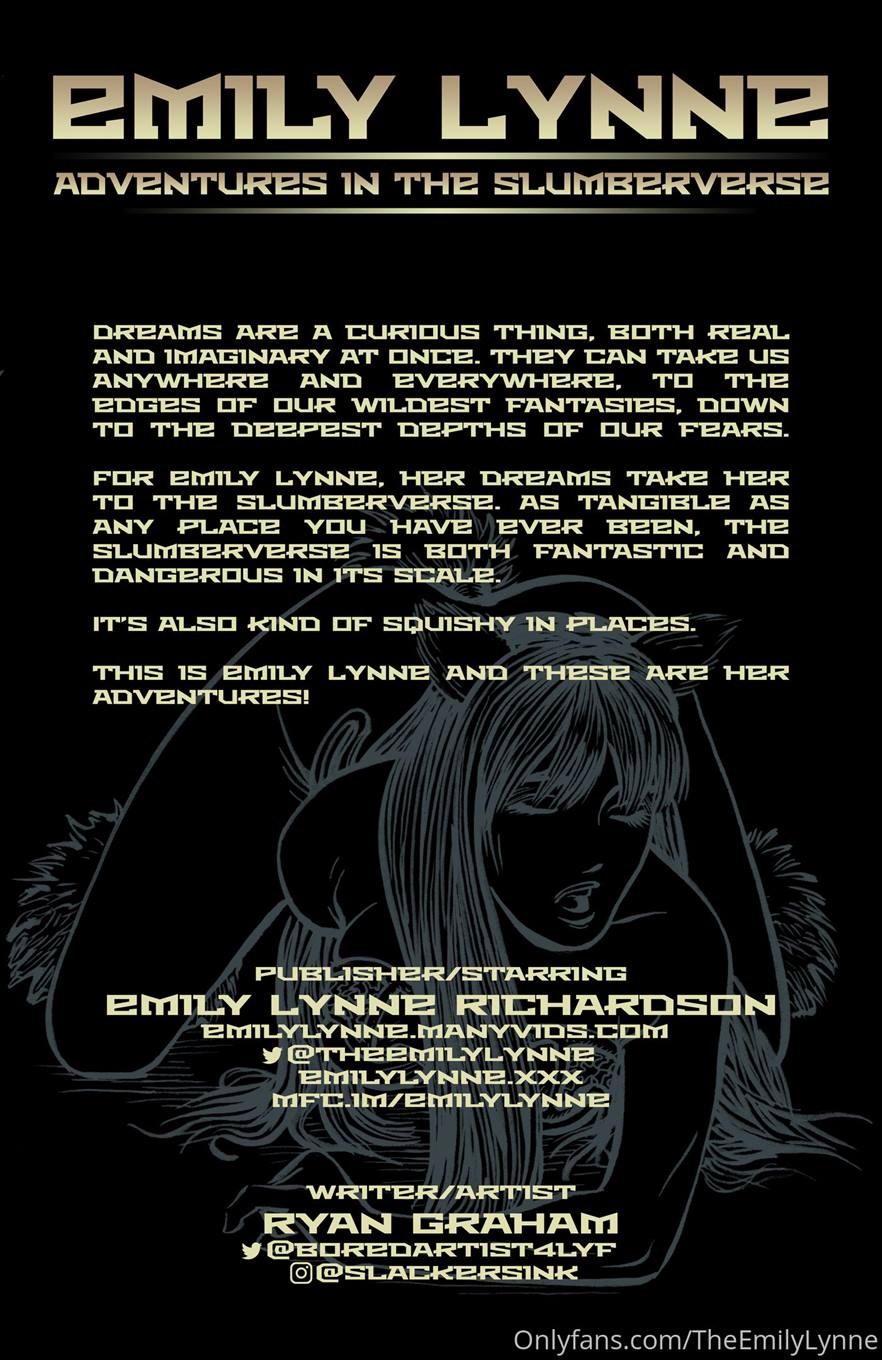 EMILY LYNNE
ADVENTURES IN THE SLUMBERVERSE
DREAMS ARE A CURIOUS THING, BOTH REAL
AND IMAGINARY AT ONCE. THEY CAN TAKE US
ANYWHERE AND EVERYWHERE, TO THE
EDGES OF OUR WILDEST FANTASIES, DOWN
TO THE DEEPEST DEPTHS OF OUR FEARS.
FOR EMILY LYNNE, HER DREAMS TAKE HER
TO THE SLUMBERVERSE. AS TANGIBLE AS
ANY PLACE YOU HAVE EVER BEEN, THE
SLUMBERVERSE IS BOTH FANTASTIC AND
DANGEROUS IN ITS SCALE.
IT'S ALSO KIND OF SQUISHY IN PLACES.
THIS IS EMILY LYNNE AND THESE ARE HER
ADVENTURES!
PUBLISHER/STARRING
EMILY LYNNE RICHARDSON
EMILYLYNNE.MANYVIDS.COM
@THEEMILYLYNNE
EMILYLYNNE.XXX
MFC.IM/EMILYLYNNE
WRITER/ARTIST
RYAN GRAHAM
@BOREDARTIST4LYF
@SLACKERSINK
Onlyfans.com/TheEmilyLynne